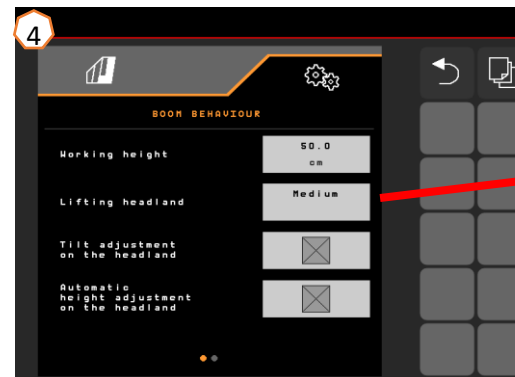 4
BOOM BEHAVIOUR
Working height
50.0
cm
Lifting headland
Medium
Tilt adjustment
on the headland
Automatic
height adjustment
on the headland